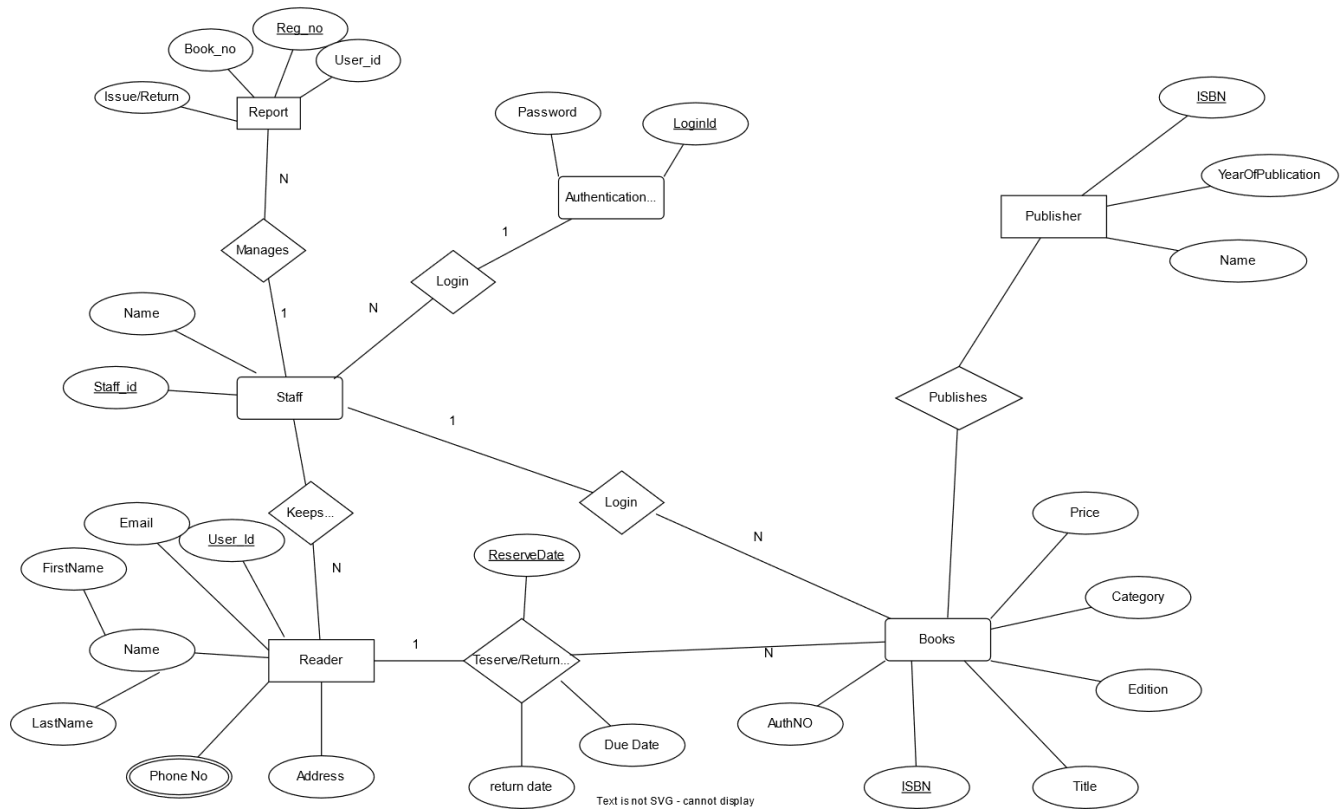 Reg_no
Book_no
User_id
Issue/Return
Report
ISBN
Password
LoginId
N
YearOfPublication
Authentication...
Publisher
1
Manages
Name
Login
N
Name
1
Staff_id
Staff
Publishes
1
Login
Keeps...
Price
Email
User_Id
N
ReserveDate
FirstName
N
Category
Name
1
Books
Reader
Teserve/Return...
N
Edition
LastName
AuthNO
Due Date
Phone No
Address
return date
ISBN
Title
Text is not SVG - cannot display